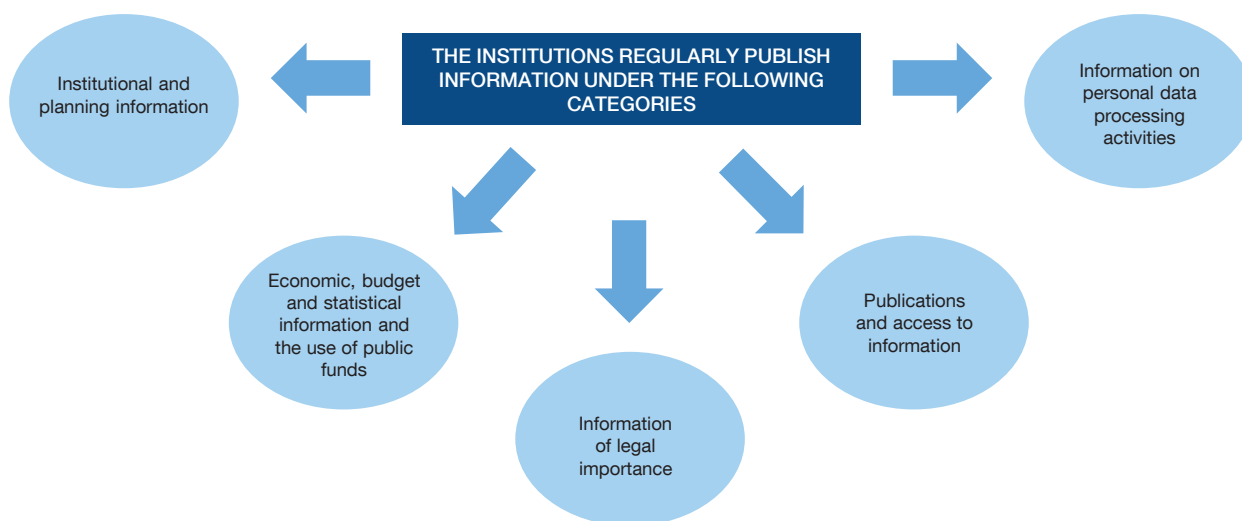 THE INSTITUTIONS REGULARLY PUBLISH
INFORMATION UNDER THE FOLLOWING
CATEGORIES
Institutional and
planning information
Information on
personal data
processing
activities
Economic, budget
and statistical
information and
the use of public
funds
Publications
and access to
information
Information
of legal
importance